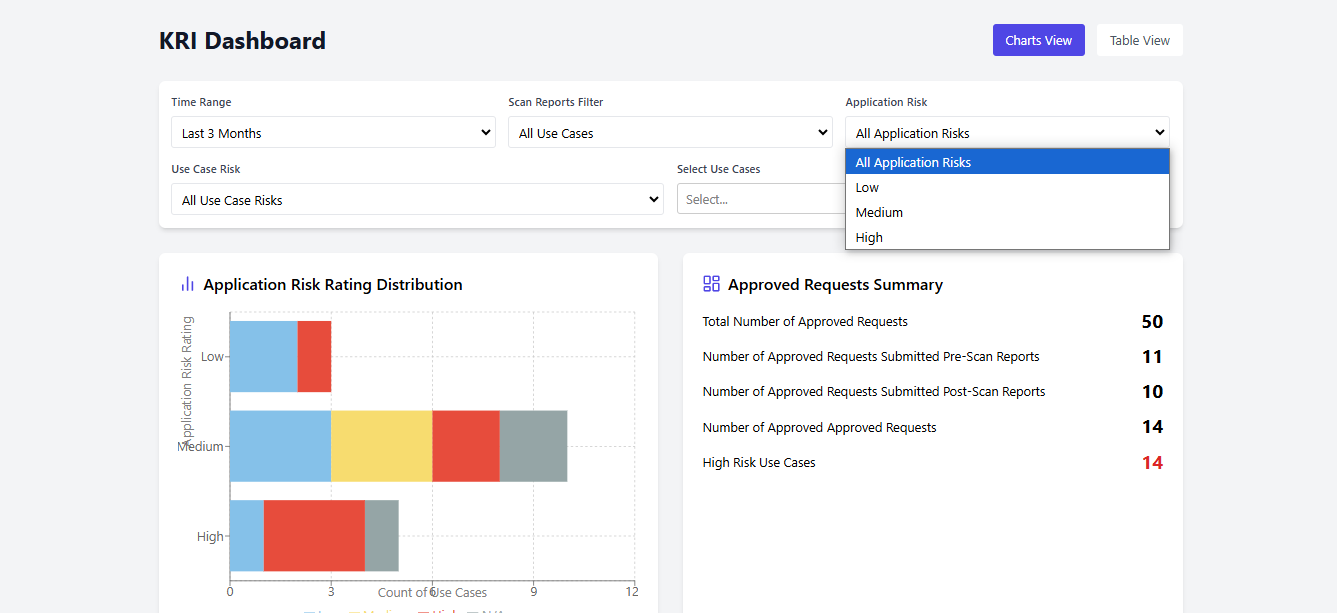 KRI Dashboard
Charts View
Table View
Time Range
Scan Reports Filter
Application Risk
Last 3 Months
All Use Cases
All Application Risks
All Application Risks
Low
Medium
High
Use Case Risk
Select Use Cases
All Use Case Risks
Select...
Application Risk Rating Distribution
Application Risk Rating
Low
Medium
High
0
3
6
9
12
Count of Use Cases
Approved Requests Summary
Total Number of Approved Requests 50
Number of Approved Requests Submitted Pre-Scan Reports 11
Number of Approved Requests Submitted Post-Scan Reports 10
Number of Approved Approved Requests 14
High Risk Use Cases 14